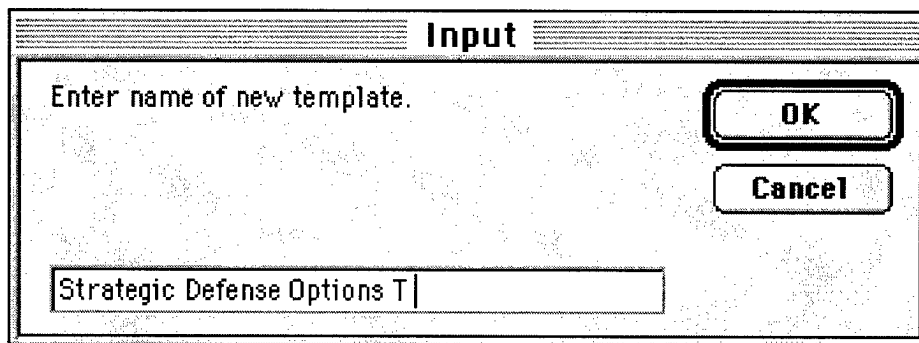 Input
Enter name of new template.
OK
Cancel
Strategic Defense Options T